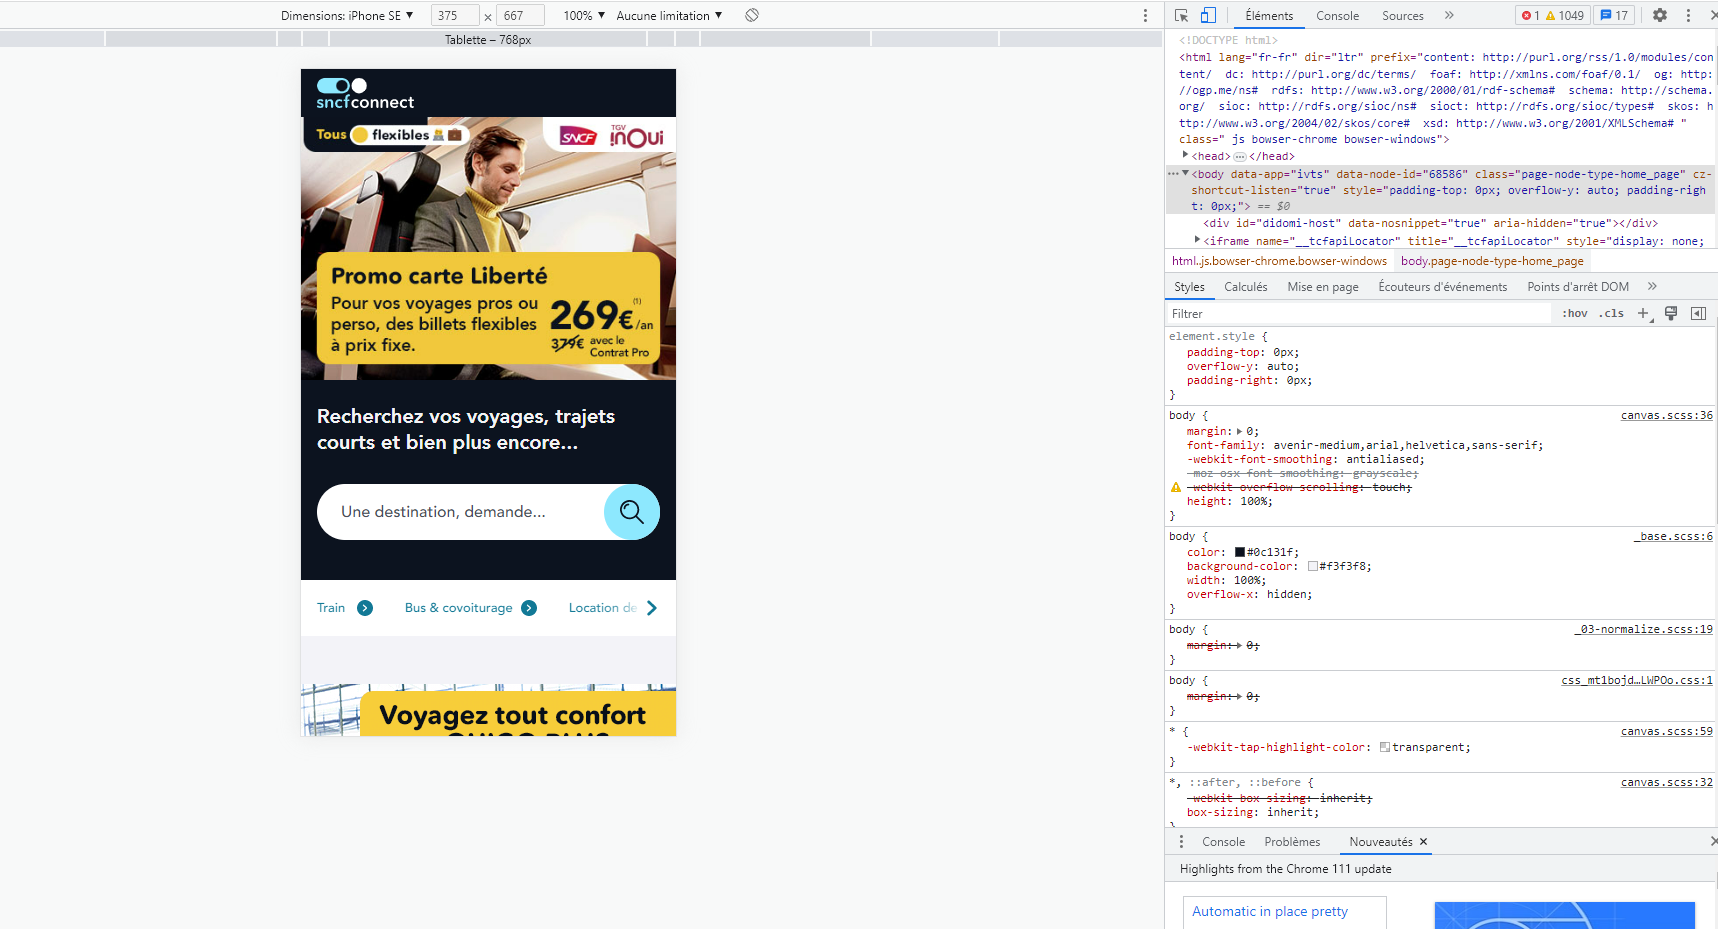 Dimensions: iPhone SE ▼ 375 × 667 100% ▼ Aucune limitation ▼
Tablette – 768px
sncfconnect
Tous flexibles
SNCF
TGV
inOui
Promo carte Liberté
Pour vos voyages pros ou
perso, des billets flexibles
à prix fixe.
269€/an (1)
379€ avec le
Contrat Pro
Recherchez vos voyages, trajets
courts et bien plus encore...
Une destination, demande...
Train Bus & covoiturage Location de
Voyagez tout confort
Éléments Console Sources » 1 1049 17
<!DOCTYPE html>
<html lang="fr-fr" dir="ltr" prefix="content: http://purl.org/rss/1.0/modules/con
tent/  dc: http://purl.org/dc/terms/  foaf: http://xmlns.com/foaf/0.1/  og: http:
//ogp.me/ns#  rdfs: http://www.w3.org/2000/01/rdf-schema#  schema: http://schema.
org/  sioc: http://rdfs.org/sioc/ns#  sioct: http://rdfs.org/sioc/types#  skos: h
ttp://www.w3.org/2004/02/skos/core#  xsd: http://www.w3.org/2001/XMLSchema# "
class=" js bowser-chrome bowser-windows">
<head>…</head>
<body data-app="ivts" data-node-id="68586" class="page-node-type-home_page" cz-
shortcut-listen="true" style="padding-top: 0px; overflow-y: auto; padding-righ
t: 0px;"> == $0
<div id="didomi-host" data-nosnippet="true" aria-hidden="true"></div>
<iframe name="__tcfapiLocator" title="__tcfapiLocator" style="display: none;
html..js.bowser-chrome.bowser-windows body.page-node-type-home_page
Styles Calculés Mise en page Écouteurs d'événements Points d'arrêt DOM »
Filtrer :hov .cls +
element.style {
padding-top: 0px;
overflow-y: auto;
padding-right: 0px;
}
body { canvas.scss:36
margin: 0;
font-family: avenir-medium,arial,helvetica,sans-serif;
-webkit-font-smoothing: antialiased;
-moz-osx-font-smoothing: grayscale;
-webkit-overflow-scrolling: touch;
height: 100%;
}
body { _base.scss:6
color: #0c131f;
background-color: #f3f3f8;
width: 100%;
overflow-x: hidden;
}
body { _03-normalize.scss:19
margin: 0;
}
body { css_mt1bojd…LWPOo.css:1
margin: 0;
}
* { canvas.scss:59
-webkit-tap-highlight-color: transparent;
}
*, ::after, ::before { canvas.scss:32
-webkit-box-sizing: inherit;
box-sizing: inherit;
}
Console Problèmes Nouveautés ×
Highlights from the Chrome 111 update
Automatic in place pretty